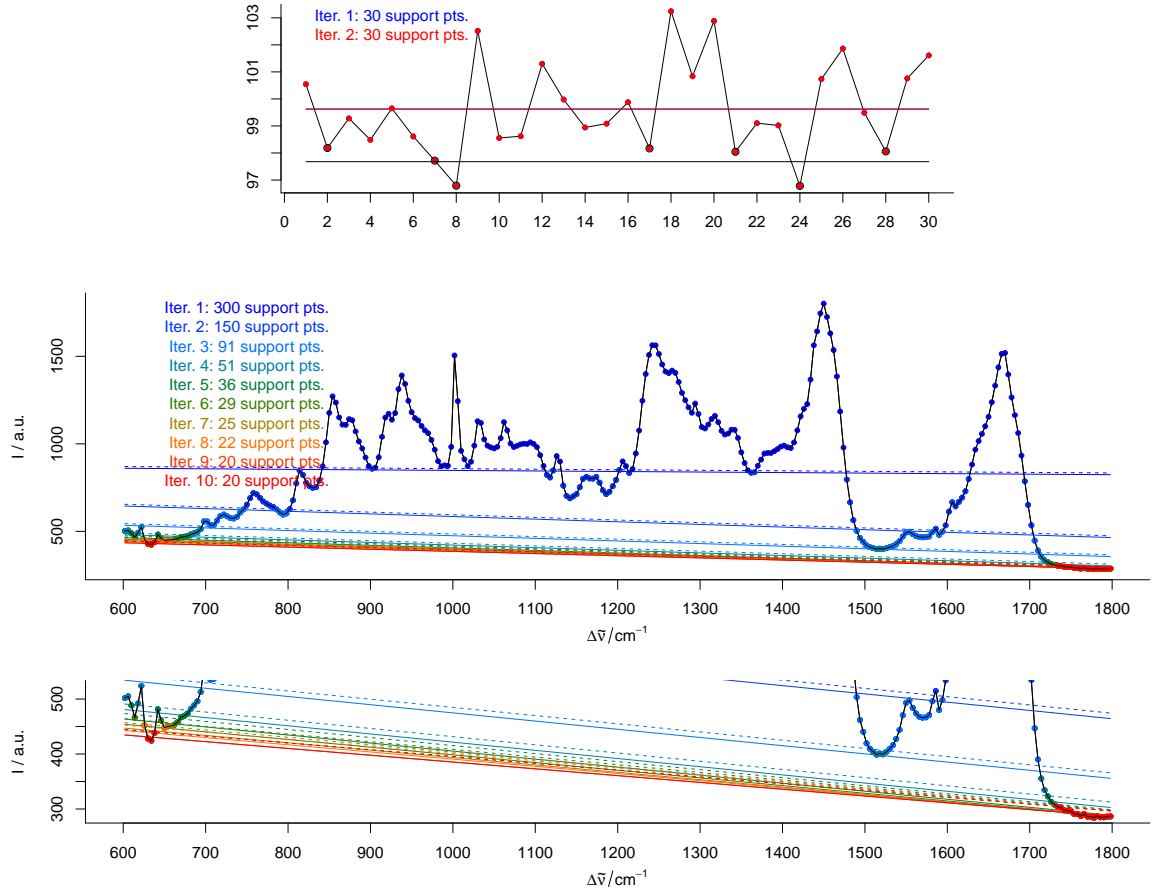 103
101
99
97
Iter. 1: 30 support pts.
Iter. 2: 30 support pts.
0 2 4 6 8 10 12 14 16 18 20 22 24 26 28 30
I / a.u.
1500
1000
500
Iter. 1: 300 support pts.
Iter. 2: 150 support pts.
Iter. 3: 91 support pts.
Iter. 4: 51 support pts.
Iter. 5: 36 support pts.
Iter. 6: 29 support pts.
Iter. 7: 25 support pts.
Iter. 8: 22 support pts.
Iter. 9: 20 support pts.
Iter. 10: 20 support pts.
600 700 800 900 1000 1100 1200 1300 1400 1500 1600 1700 1800
Δν̃/cm⁻¹
I / a.u.
500
400
300
600 700 800 900 1000 1100 1200 1300 1400 1500 1600 1700 1800
Δν̃/cm⁻¹